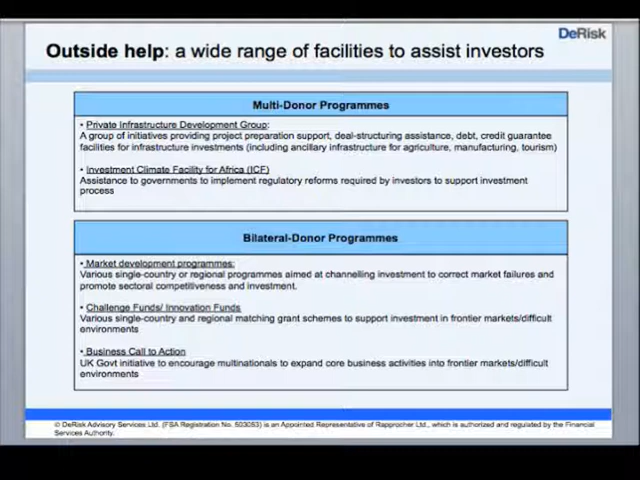 DeRisk
Outside help: a wide range of facilities to assist investors
Multi-Donor Programmes
• Private Infrastructure Development Group:
A group of initiatives providing project preparation support, deal-structuring assistance, debt, credit guarantee
facilities for infrastructure investments (including ancillary infrastructure for agriculture, manufacturing, tourism)
• Investment Climate Facility for Africa (ICF)
Assistance to governments to implement regulatory reforms required by investors to support investment
process
Bilateral-Donor Programmes
• Market development programmes:
Various single-country or regional programmes aimed at channelling investment to correct market failures and
promote sectoral competitiveness and investment.
• Challenge Funds/ Innovation Funds
Various single-country and regional matching grant schemes to support investment in frontier markets/difficult
environments
• Business Call to Action
UK Govt initiative to encourage multinationals to expand core business activities into frontier markets/difficult
environments
© DeRisk Advisory Services Ltd. (FSA Registration No. 503053) is an Appointed Representative of Rapprocher Ltd., which is authorized and regulated by the Financial
Services Authority.